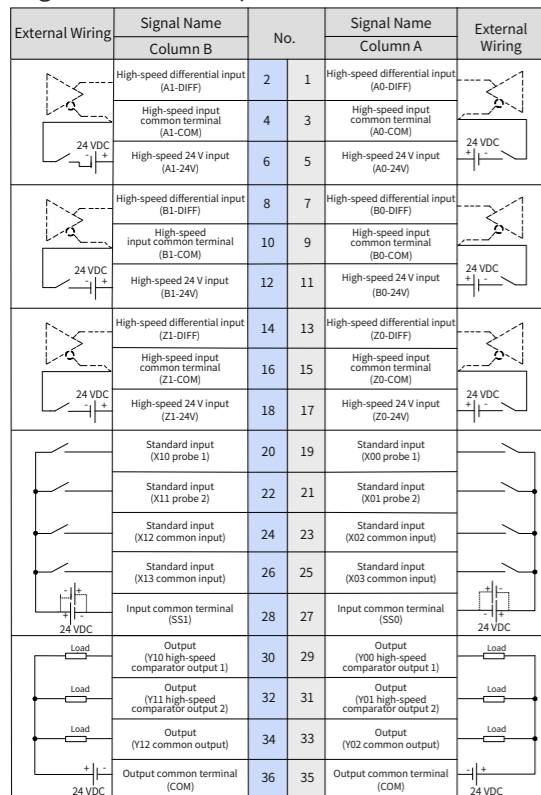 External Wiring Signal Name No. Signal Name External
Wiring
Column B Column A
High-speed differential input
(A1-DIFF)
2 1
High-speed differential input
(A0-DIFF)
High-speed input
common terminal
(A1-COM)
4 3
High-speed input
common terminal
(A0-COM)
24 VDC
- +
High-speed 24 V input
(A1-24V)
6 5
High-speed 24 V input
(A0-24V)
24 VDC
+ -
High-speed differential input
(B1-DIFF)
8 7
High-speed differential input
(B0-DIFF)
High-speed
input common terminal
(B1-COM)
10 9
High-speed input
common terminal
(B0-COM)
24 VDC
- +
High-speed 24 V input
(B1-24V)
12 11
High-speed 24 V input
(B0-24V)
24 VDC
+ -
High-speed differential input
(Z1-DIFF)
14 13
High-speed differential input
(Z0-DIFF)
High-speed input
common terminal
(Z1-COM)
16 15
High-speed input
common terminal
(Z0-COM)
24 VDC
- +
High-speed 24 V input
(Z1-24V)
18 17
High-speed 24 V input
(Z0-24V)
24 VDC
+ -
Standard input
(X10 probe 1)
20 19
Standard input
(X00 probe 1)
Standard input
(X11 probe 2)
22 21
Standard input
(X01 probe 2)
Standard input
(X12 common input)
24 23
Standard input
(X02 common input)
Standard input
(X13 common input)
26 25
Standard input
(X03 common input)
- +
+ -
24 VDC
Input common terminal
(SS1)
28 27
Input common terminal
(SS0)
+ -
- +
24 VDC
Load
Output
(Y10 high-speed
comparator output 1)
30 29
Output
(Y00 high-speed
comparator output 1)
Load
Load
Output
(Y11 high-speed
comparator output 2)
32 31
Output
(Y01 high-speed
comparator output 2)
Load
Load
Output
(Y12 common output)
34 33
Output
(Y02 common output)
Load
+ -
24 VDC
Output common terminal
(COM)
36 35
Output common terminal
(COM)
- +
24 VDC